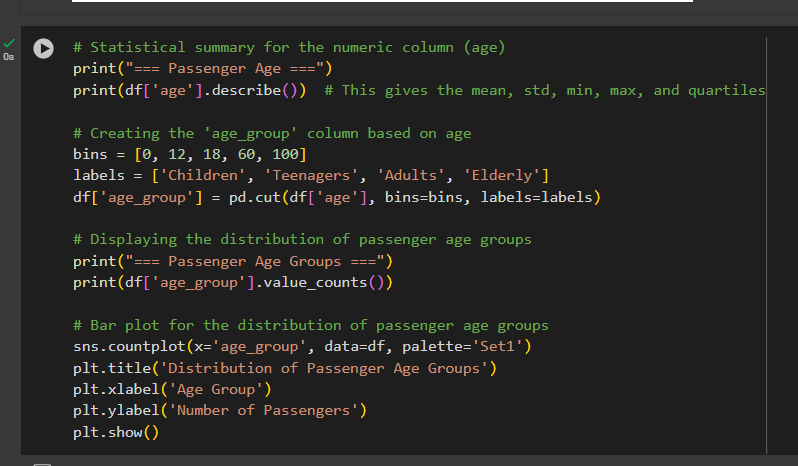 0s
# Statistical summary for the numeric column (age)
print("=== Passenger Age ===")
print(df['age'].describe())  # This gives the mean, std, min, max, and quartiles

# Creating the 'age_group' column based on age
bins = [0, 12, 18, 60, 100]
labels = ['Children', 'Teenagers', 'Adults', 'Elderly']
df['age_group'] = pd.cut(df['age'], bins=bins, labels=labels)

# Displaying the distribution of passenger age groups
print("=== Passenger Age Groups ===")
print(df['age_group'].value_counts())

# Bar plot for the distribution of passenger age groups
sns.countplot(x='age_group', data=df, palette='Set1')
plt.title('Distribution of Passenger Age Groups')
plt.xlabel('Age Group')
plt.ylabel('Number of Passengers')
plt.show()